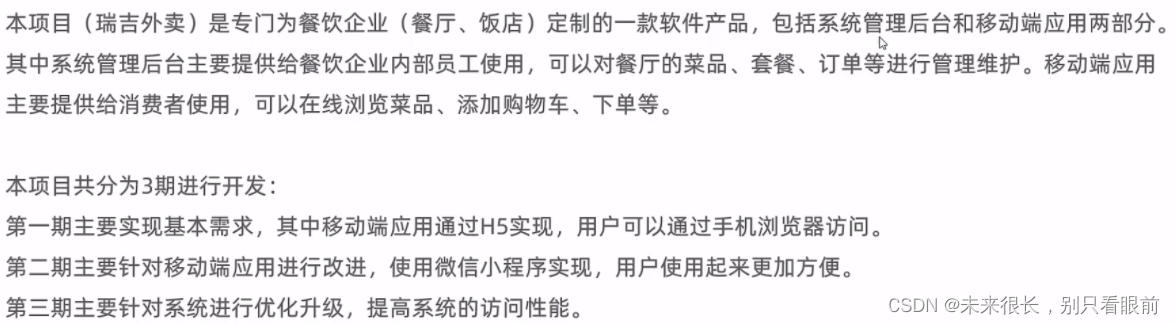 本项目（瑞吉外卖）是专门为餐饮企业（餐厅、饭店）定制的一款软件产品，包括系统管理后台和移动端应用两部分。
其中系统管理后台主要提供给餐饮企业内部员工使用，可以对餐厅的菜品、套餐、订单等进行管理维护。移动端应用
主要提供给消费者使用，可以在线浏览菜品、添加购物车、下单等。
本项目共分为3期进行开发：
第一期主要实现基本需求，其中移动端应用通过H5实现，用户可以通过手机浏览器访问。
第二期主要针对移动端应用进行改进，使用微信小程序实现，用户使用起来更加方便。
第三期主要针对系统进行优化升级，提高系统的访问性能。
CSDN @未来很长，别只看眼前